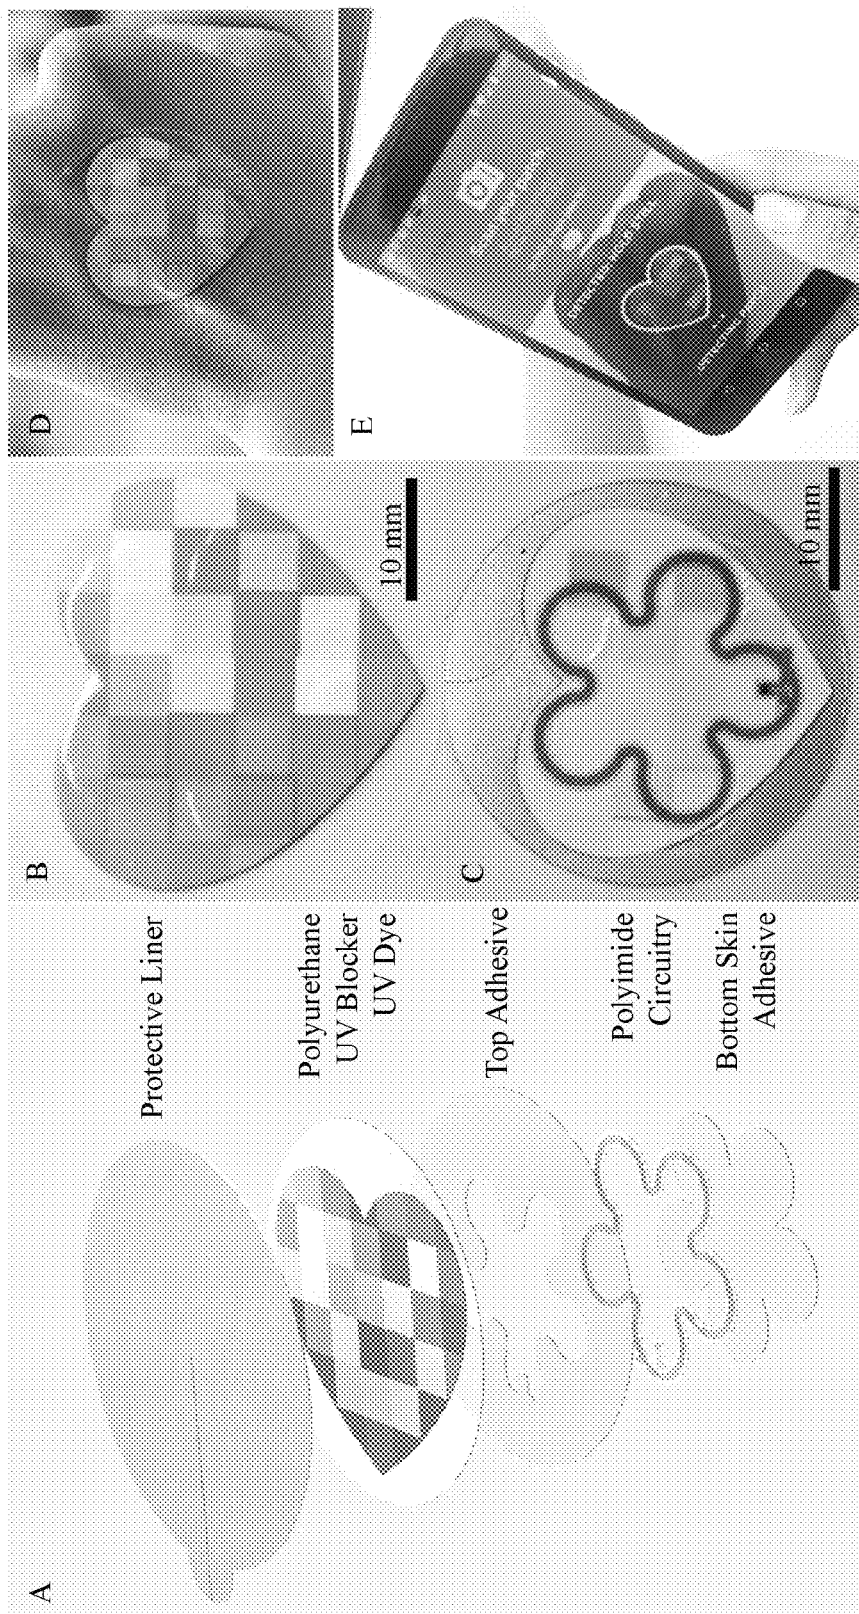 A
Protective Liner
Polyurethane
UV Blocker
UV Dye
Top Adhesive
Polyimide
Circuitry
Bottom Skin
Adhesive
B
10 mm
C
10 mm
D
E